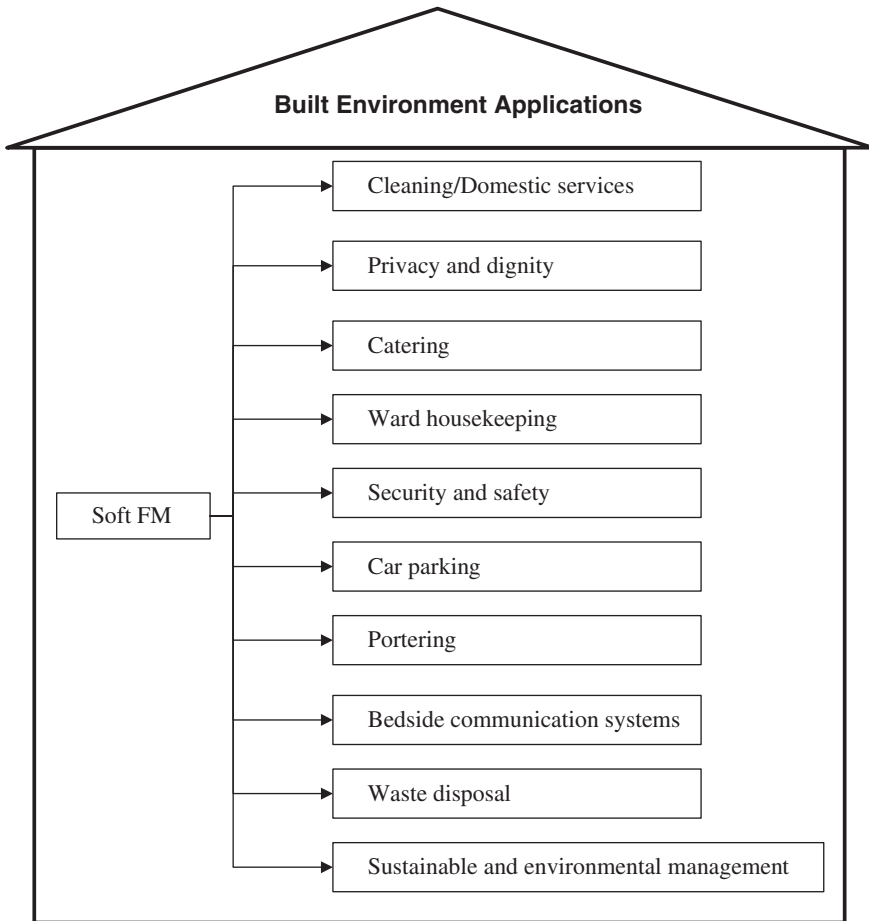 Built Environment Applications
Cleaning/Domestic services
Privacy and dignity
Catering
Ward housekeeping
Security and safety
Soft FM
Car parking
Portering
Bedside communication systems
Waste disposal
Sustainable and environmental management